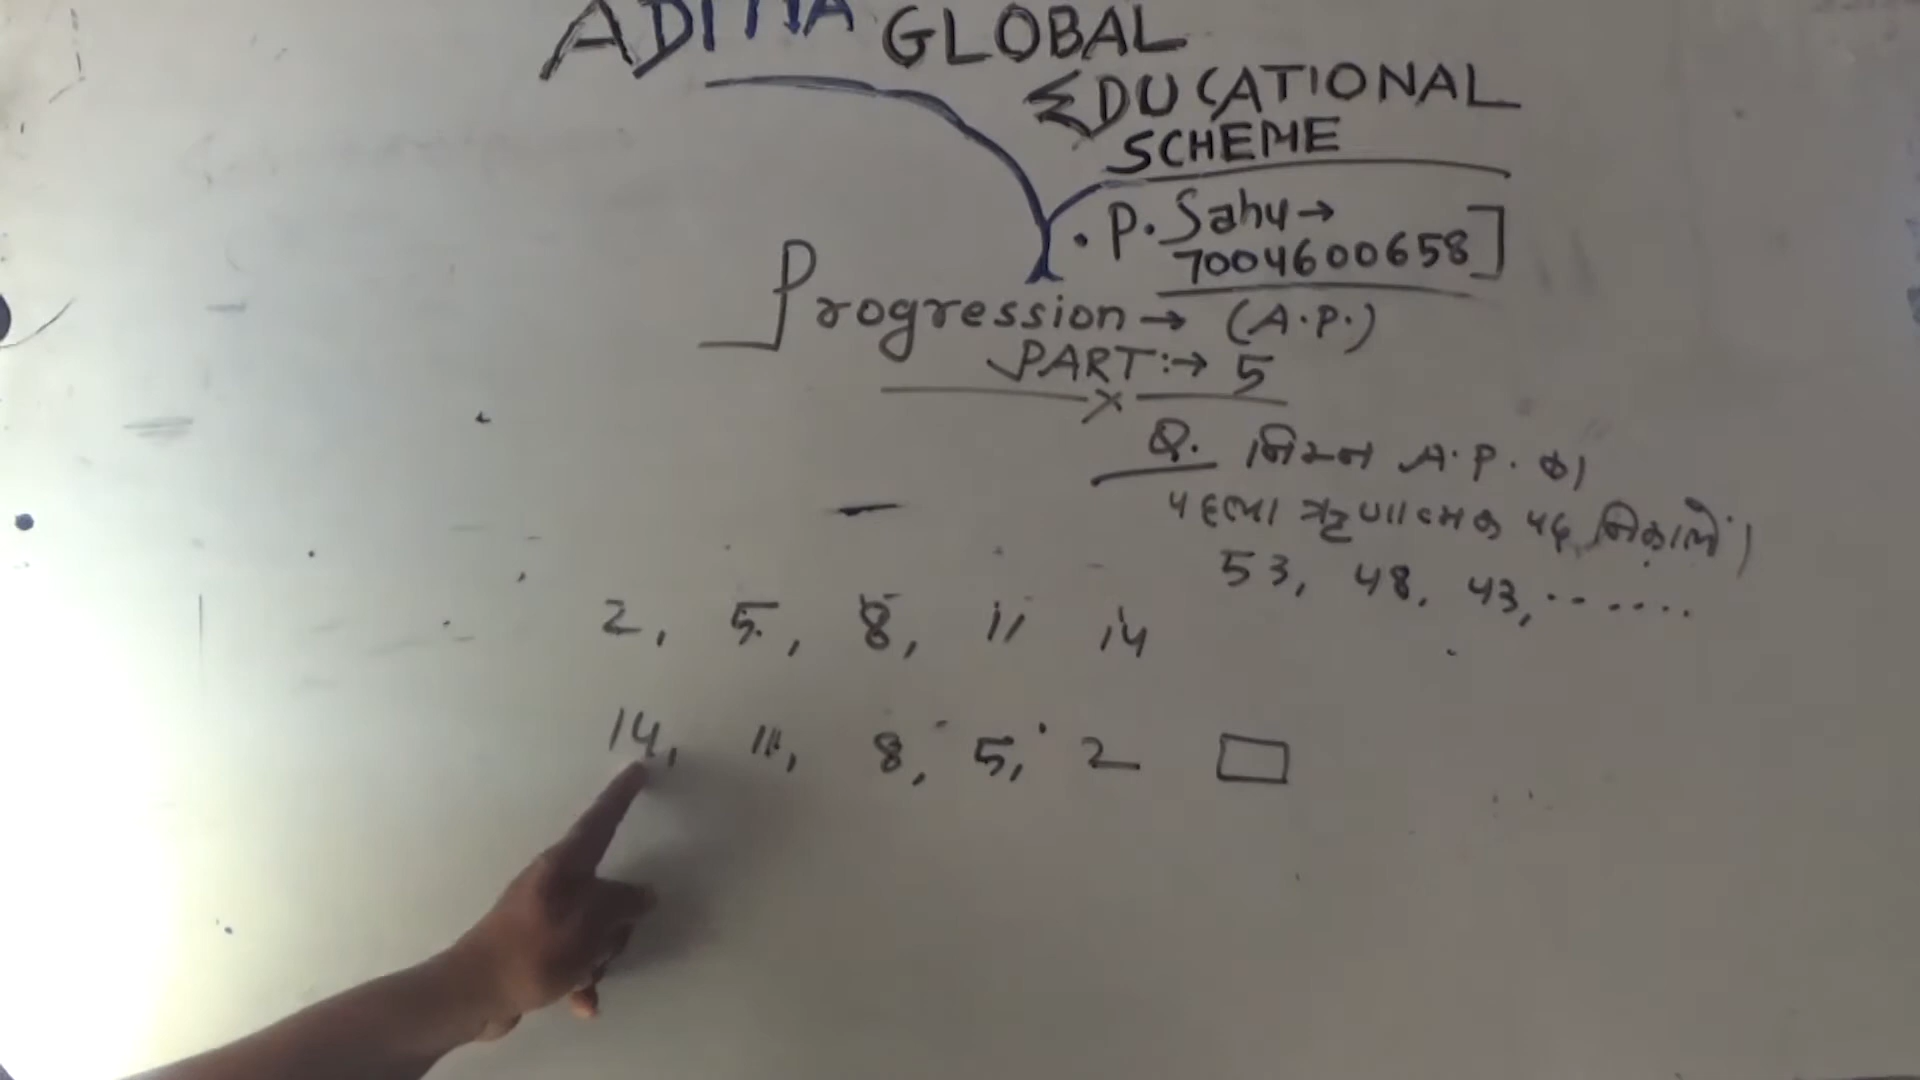 ADITYA GLOBAL
EDUCATIONAL
SCHEME
. P. Sahu →
7004600658]
Progression → (A.P.)
PART:→ 5
Q. निम्न A.P. का
पहला ऋणात्मक पद निकालें।
53, 48, 43, .......
2, 5, 8, 11 14
14, 11, 8, 5, 2